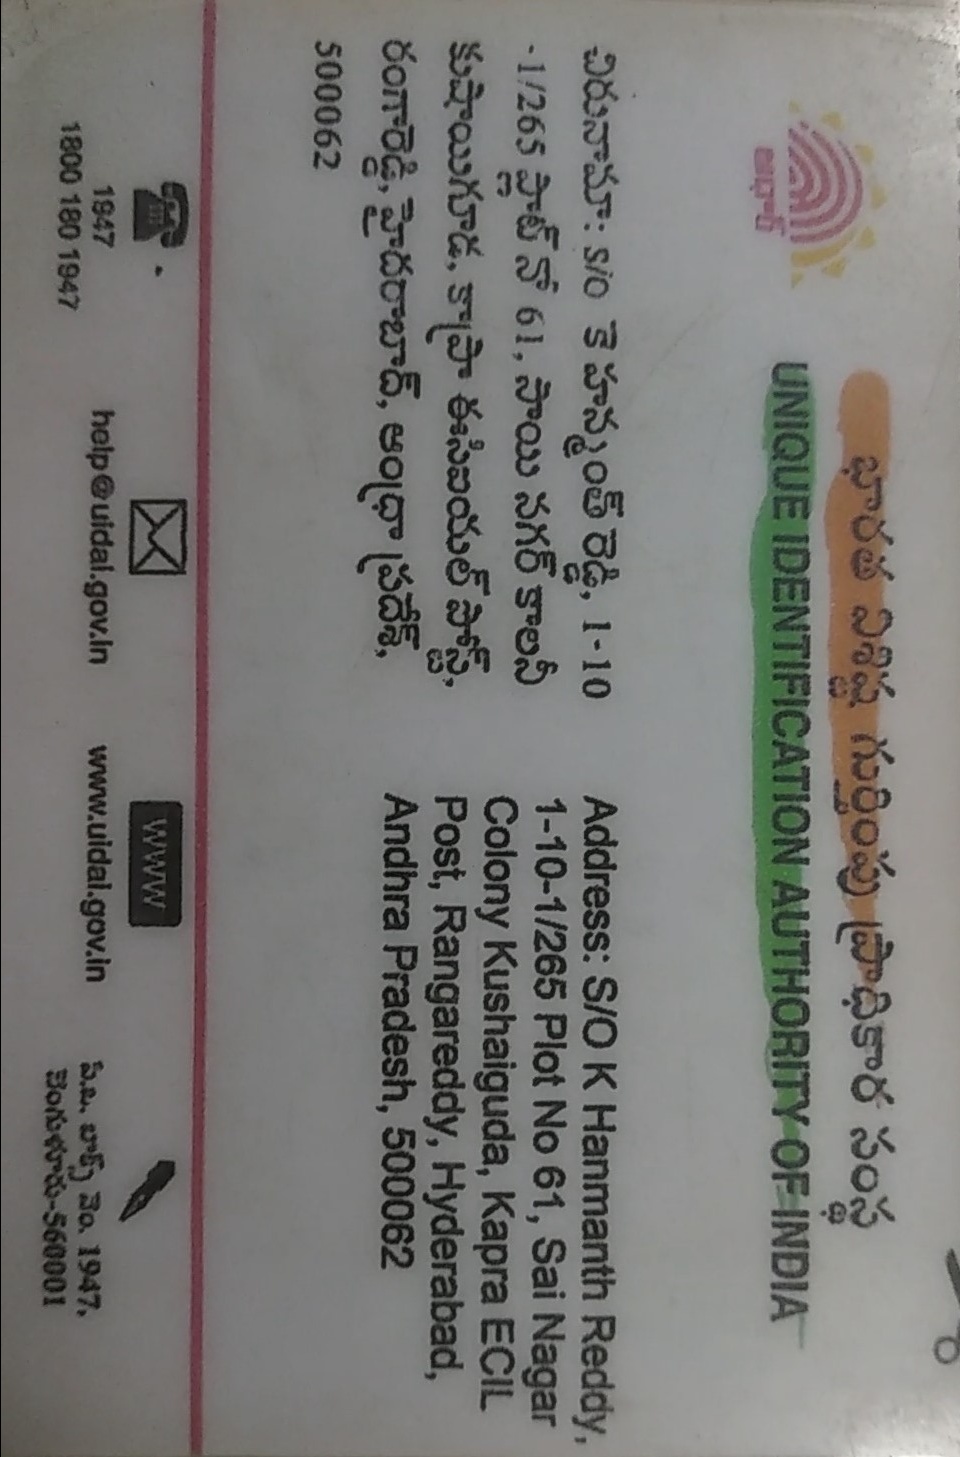 భారత విశిష్ట గుర్తింపు ప్రాధికార సంస్థ
UNIQUE IDENTIFICATION AUTHORITY OF INDIA
ఆధార్
చిరునామా: S/O కె హన్మంత్ రెడ్డి, 1-10
-1/265 ప్లాట్ నో 61, సాయి నగర్ కాలనీ
కుషాయిగూడ, కాప్రా ఈసిఐయల్ పోస్ట్,
రంగారెడ్డి, హైదరాబాద్, ఆంధ్రా ప్రదేశ్,
500062
Address: S/O K Hanmanth Reddy,
1-10-1/265 Plot No 61, Sai Nagar
Colony Kushaiguda, Kapra ECIL
Post, Rangareddy, Hyderabad,
Andhra Pradesh, 500062
1947
1800 180 1947
help@uidai.gov.in
WWW
www.uidai.gov.in
పి.ఒ. బాక్స్ నెం. 1947,
బెంగుళూరు-560001